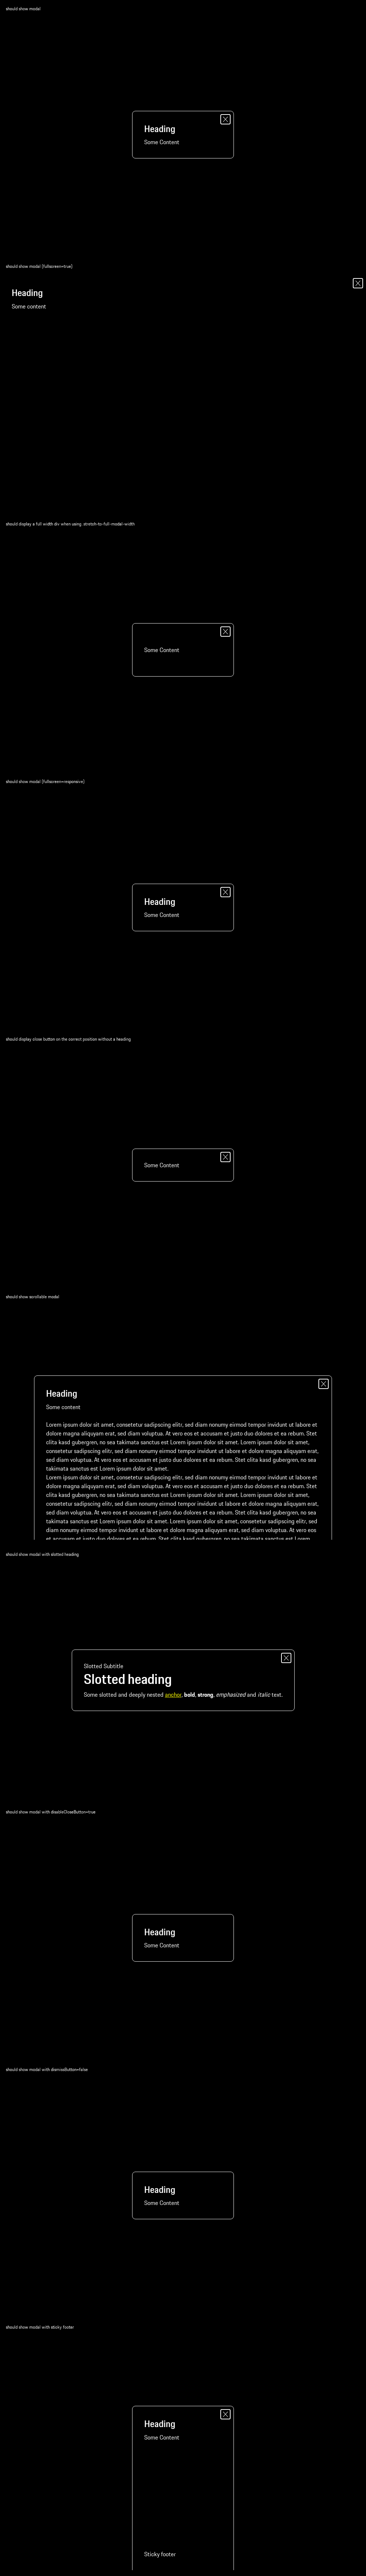 should show modal
Heading
Some Content
should show modal (fullscreen=true)
Heading
Some content
should display a full width div when using .stretch-to-full-modal-width
Some Content
should show modal (fullscreen=responsive)
Heading
Some Content
should display close button on the correct position without a heading
Some Content
should show scrollable modal
Heading
Some content
Lorem ipsum dolor sit amet, consetetur sadipscing elitr, sed diam nonumy eirmod tempor invidunt ut labore et
dolore magna aliquyam erat, sed diam voluptua. At vero eos et accusam et justo duo dolores et ea rebum. Stet
clita kasd gubergren, no sea takimata sanctus est Lorem ipsum dolor sit amet. Lorem ipsum dolor sit amet,
consetetur sadipscing elitr, sed diam nonumy eirmod tempor invidunt ut labore et dolore magna aliquyam erat,
sed diam voluptua. At vero eos et accusam et justo duo dolores et ea rebum. Stet clita kasd gubergren, no sea
takimata sanctus est Lorem ipsum dolor sit amet.
Lorem ipsum dolor sit amet, consetetur sadipscing elitr, sed diam nonumy eirmod tempor invidunt ut labore et
dolore magna aliquyam erat, sed diam voluptua. At vero eos et accusam et justo duo dolores et ea rebum. Stet
clita kasd gubergren, no sea takimata sanctus est Lorem ipsum dolor sit amet. Lorem ipsum dolor sit amet,
consetetur sadipscing elitr, sed diam nonumy eirmod tempor invidunt ut labore et dolore magna aliquyam erat,
sed diam voluptua. At vero eos et accusam et justo duo dolores et ea rebum. Stet clita kasd gubergren, no sea
takimata sanctus est Lorem ipsum dolor sit amet. Lorem ipsum dolor sit amet, consetetur sadipscing elitr, sed
diam nonumy eirmod tempor invidunt ut labore et dolore magna aliquyam erat, sed diam voluptua. At vero eos
et accusam et justo duo dolores et ea rebum. Stet clita kasd gubergren, no sea takimata sanctus est Lorem
should show modal with slotted heading
Slotted Subtitle
Slotted heading
Some slotted and deeply nested anchor, bold, strong, emphasized and italic text.
should show modal with disableCloseButton=true
Heading
Some Content
should show modal with dismissButton=false
Heading
Some Content
should show modal with sticky footer
Heading
Some Content
Sticky footer